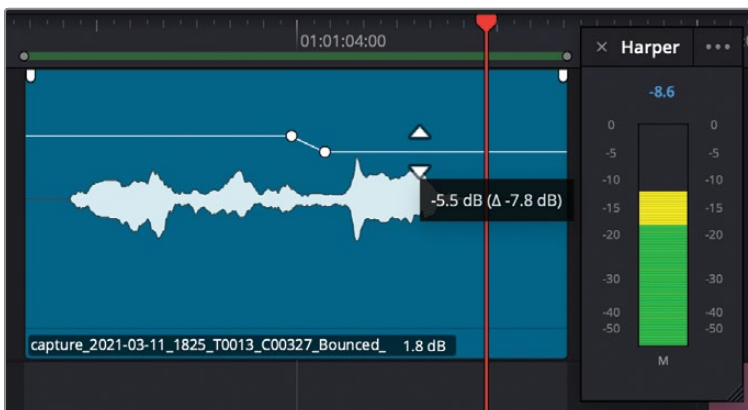 01:01:04:00
× Harper •••
-8.6
0 0
-5 -5
-10 -10
-15 -15
-20 -20
-30 -30
-40 -40
-50 -50
M
-5.5 dB (Δ -7.8 dB)
capture_2021-03-11_1825_T0013_C00327_Bounced_ 1.8 dB